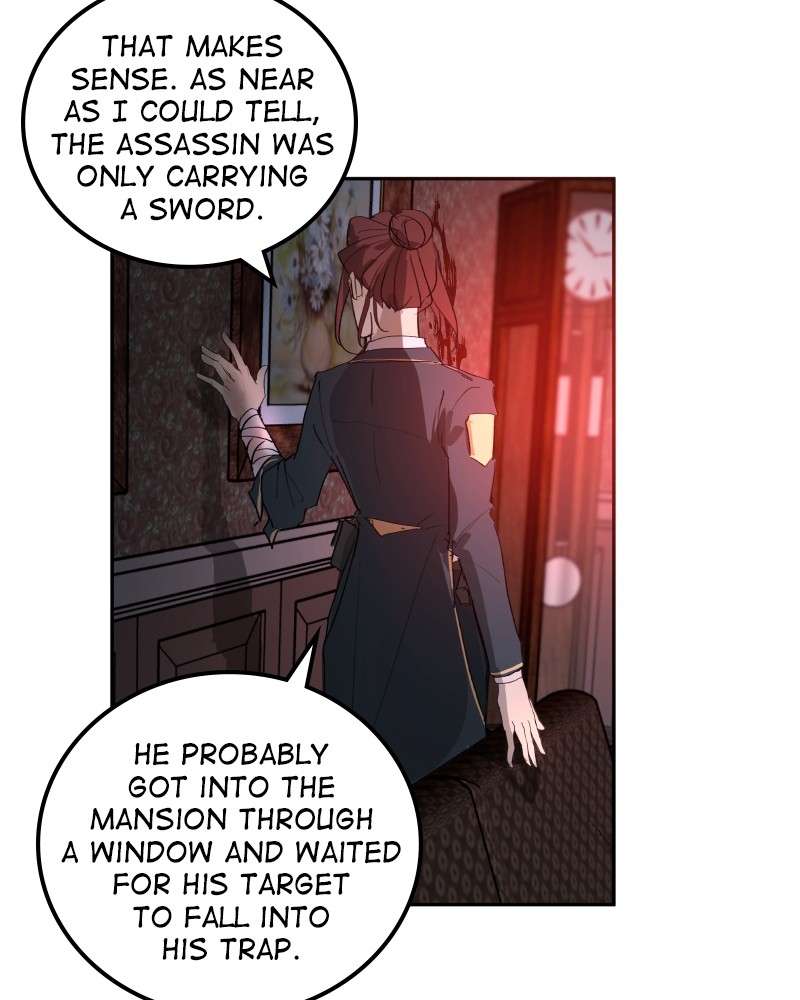 THAT MAKES
SENSE. AS NEAR
AS I COULD TELL,
THE ASSASSIN WAS
ONLY CARRYING
A SWORD.
HE PROBABLY
GOT INTO THE
MANSION THROUGH
A WINDOW AND WAITED
FOR HIS TARGET
TO FALL INTO
HIS TRAP.